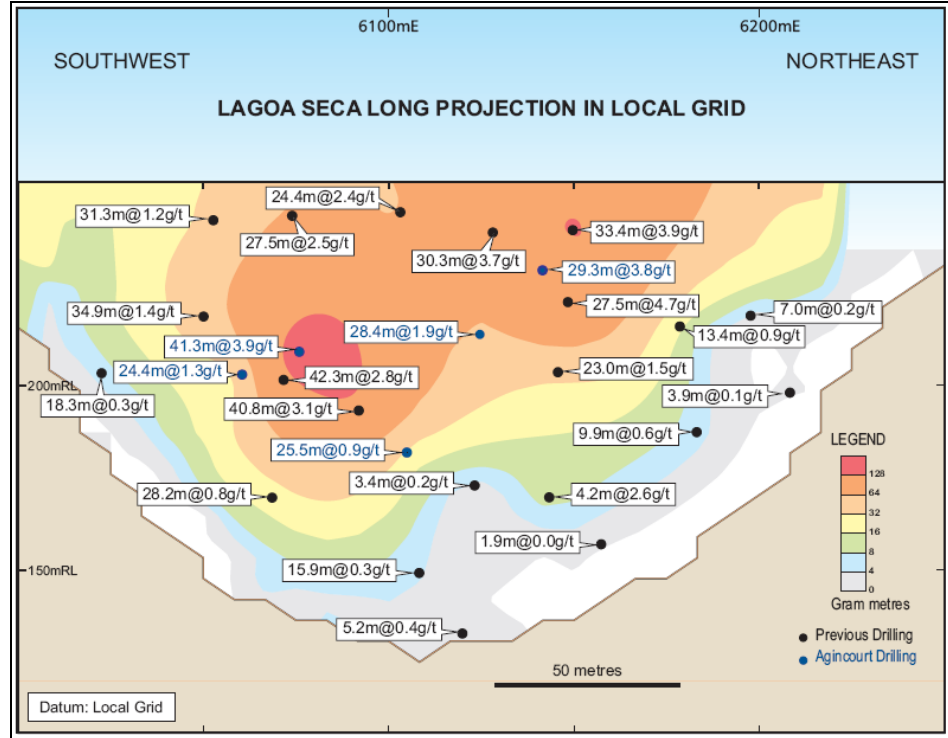 6100mE
6200mE
SOUTHWEST
NORTHEAST
LAGOA SECA LONG PROJECTION IN LOCAL GRID
24.4m@2.4g/t
31.3m@1.2g/t
27.5m@2.5g/t
33.4m@3.9g/t
30.3m@3.7g/t
29.3m@3.8g/t
27.5m@4.7g/t
7.0m@0.2g/t
34.9m@1.4g/t
28.4m@1.9g/t
13.4m@0.9g/t
41.3m@3.9g/t
24.4m@1.3g/t
42.3m@2.8g/t
23.0m@1.5g/t
200mRL
3.9m@0.1g/t
18.3m@0.3g/t
40.8m@3.1g/t
9.9m@0.6g/t
25.5m@0.9g/t
3.4m@0.2g/t
28.2m@0.8g/t
4.2m@2.6g/t
1.9m@0.0g/t
150mRL
15.9m@0.3g/t
5.2m@0.4g/t
LEGEND
128
64
32
16
8
4
0
Gram metres
Previous Drilling
Agincourt Drilling
50 metres
Datum: Local Grid